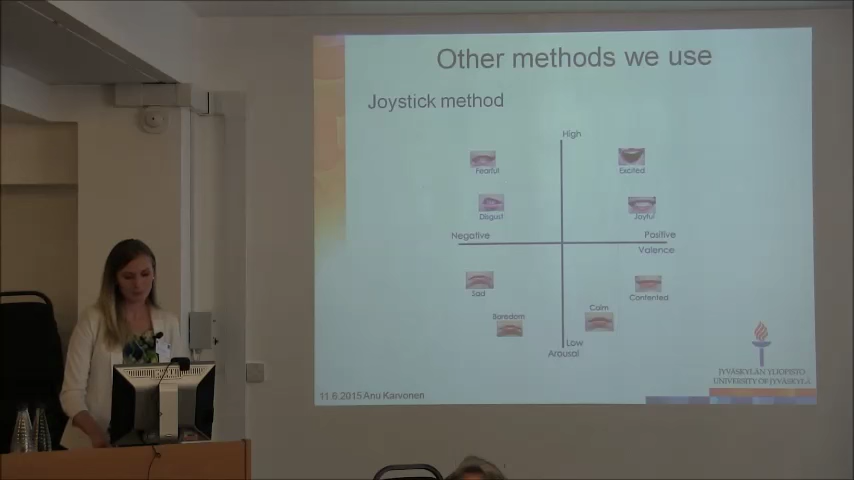 Other methods we use
Joystick method
High
Fearful
Excited
Disgust
Joyful
Negative
Positive
Valence
Sad
Contented
Calm
Boredom
Low
Arousal
JYVÄSKYLÄN YLIOPISTO
UNIVERSITY OF JYVÄSKYLÄ
11.6.2015 Anu Karvonen